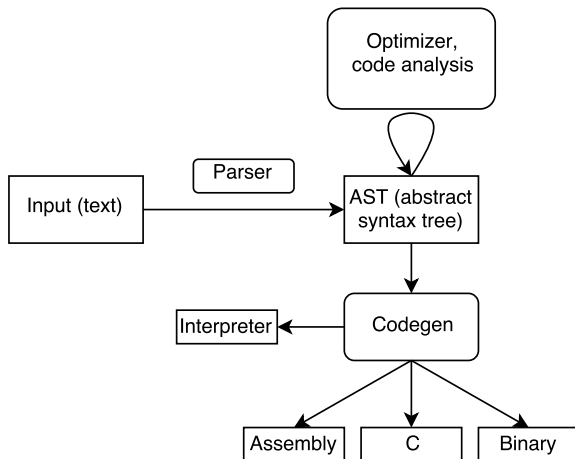 Optimizer,
code analysis
Parser
Input (text)
AST (abstract
syntax tree)
Interpreter
Codegen
Assembly
C
Binary